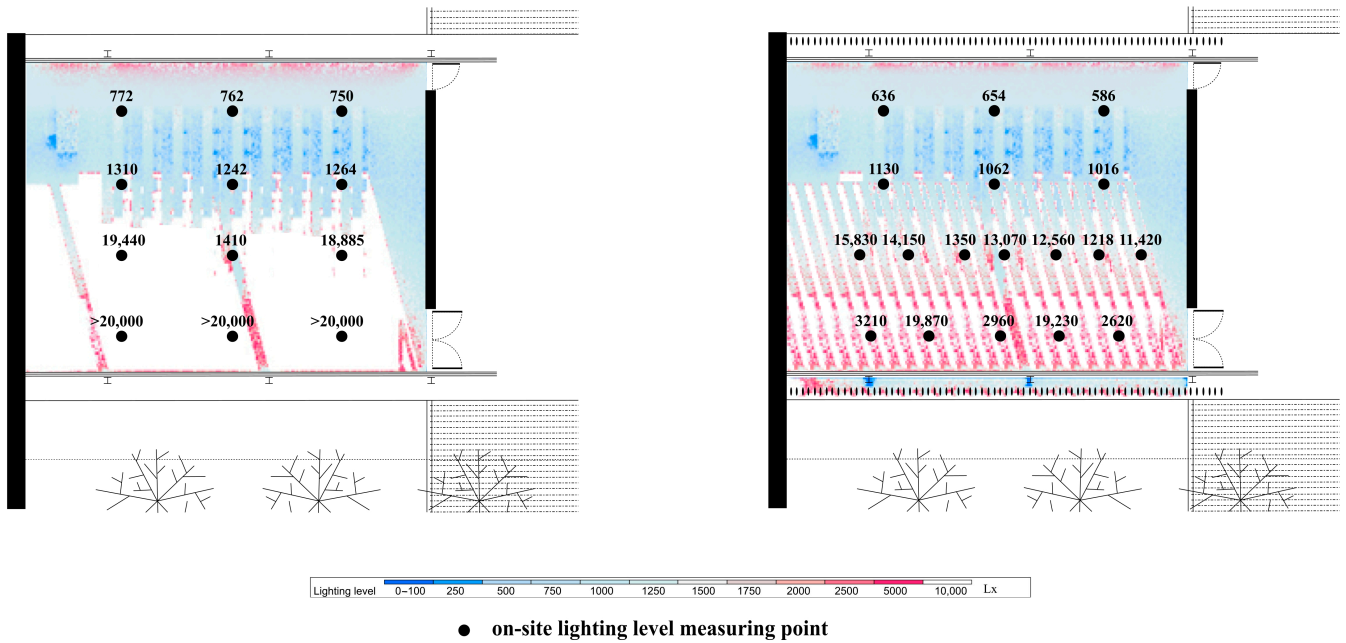 772 762 750
1310 1242 1264
19,440 1410 18,885
>20,000 >20,000 >20,000
636 654 586
1130 1062 1016
15,830 14,150 1350 13,070 12,560 1218 11,420
3210 19,870 2960 19,230 2620
Lighting level 0–100 250 500 750 1000 1250 1500 1750 2000 2500 5000 10,000 Lx
on-site lighting level measuring point